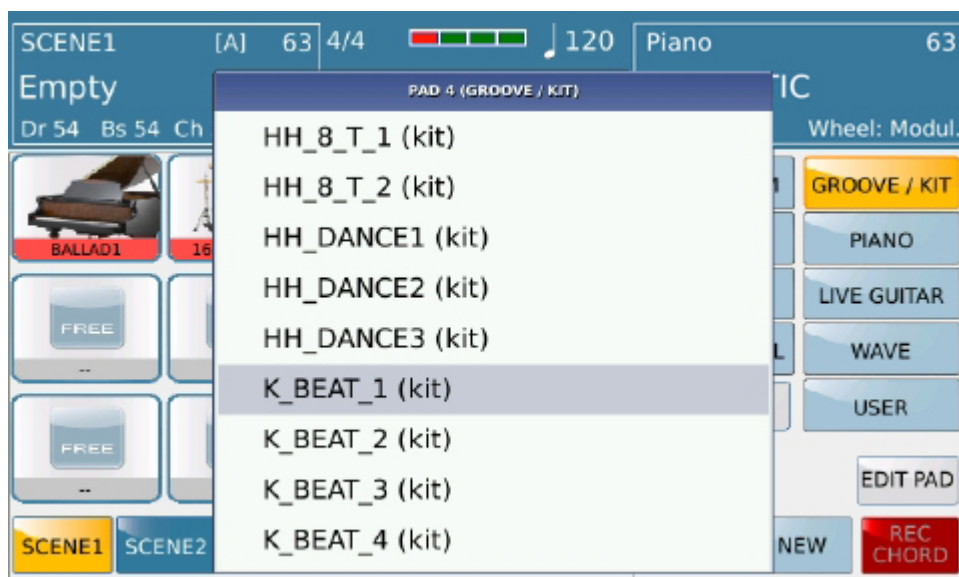 SCENE1 [A] 63 4/4 120 Piano 63
Empty
Dr 54 Bs 54 Ch
IC
Wheel: Modul.
PAD 4 (GROOVE / KIT)
HH_8_T_1 (kit)
HH_8_T_2 (kit)
HH_DANCE1 (kit)
HH_DANCE2 (kit)
HH_DANCE3 (kit)
K_BEAT_1 (kit)
K_BEAT_2 (kit)
K_BEAT_3 (kit)
K_BEAT_4 (kit)
BALLAD1
16
FREE
--
FREE
--
GROOVE / KIT
PIANO
LIVE GUITAR
L
WAVE
USER
EDIT PAD
SCENE1 SCENE2
NEW
REC
CHORD